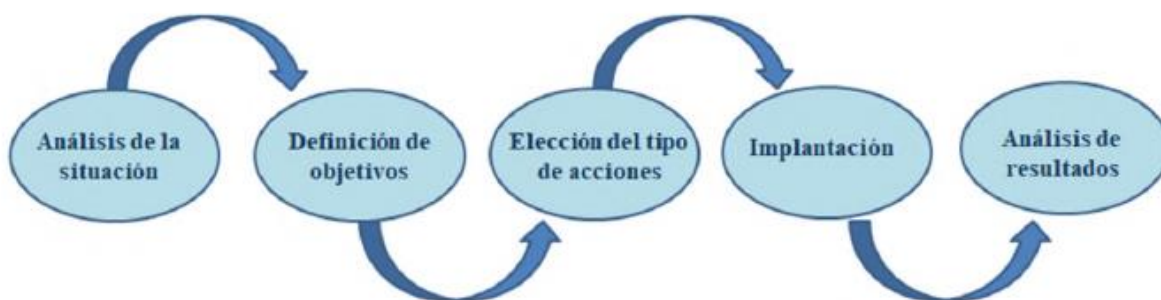 Análisis de la
situación
Definición de
objetivos
Elección del tipo
de acciones
Implantación
Análisis de
resultados